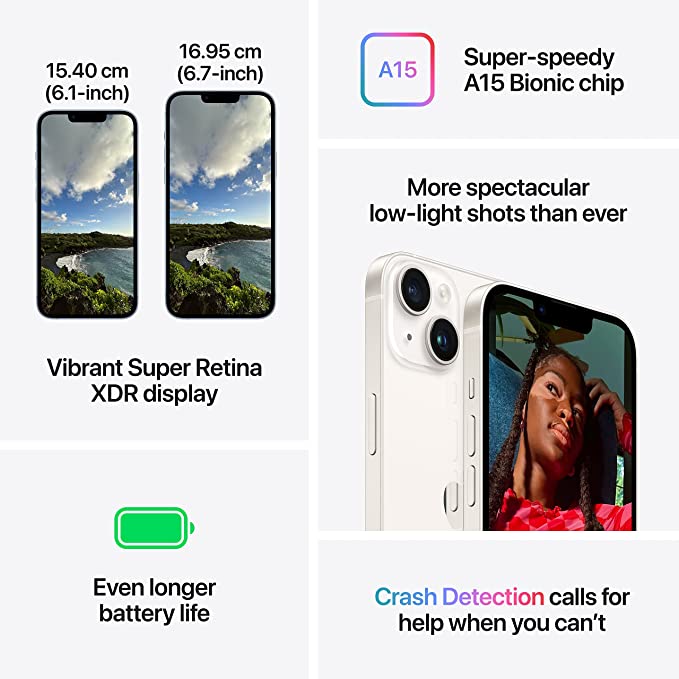 15.40 cm
(6.1-inch)
16.95 cm
(6.7-inch)
Vibrant Super Retina
XDR display
A15
Super-speedy
A15 Bionic chip
More spectacular
low-light shots than ever
Even longer
battery life
Crash Detection calls for
help when you can’t